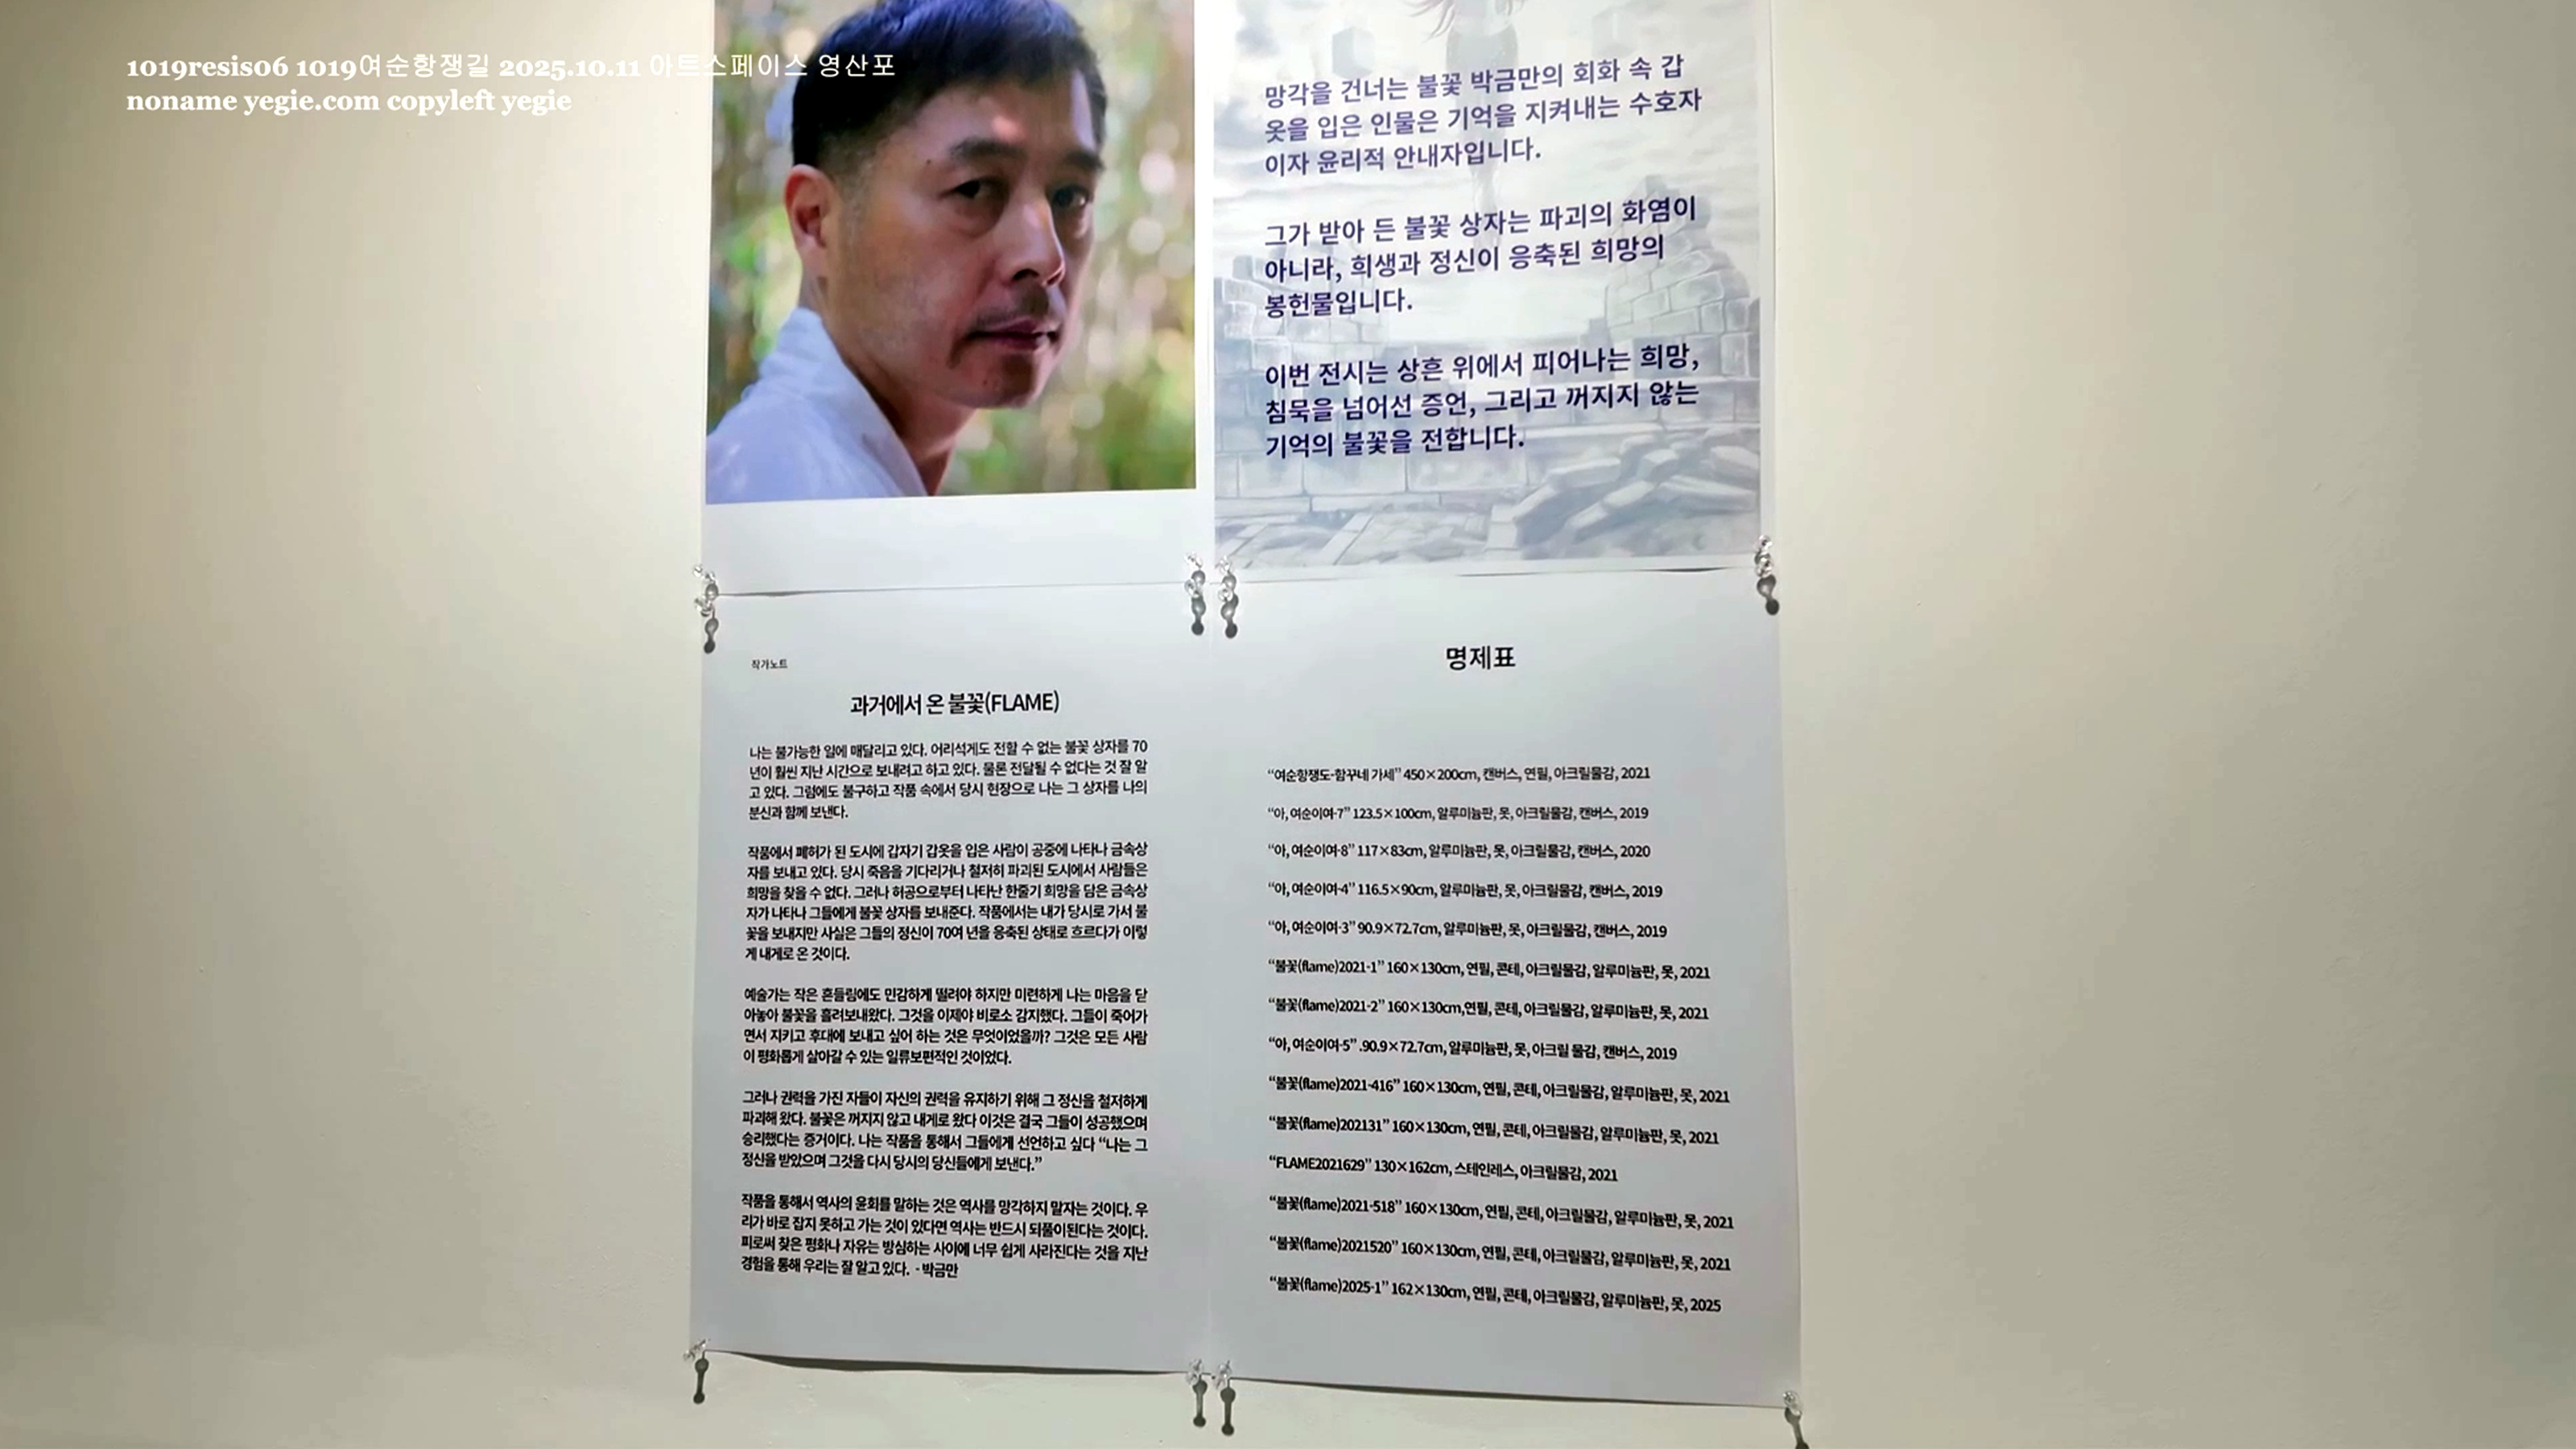 1019resis06 1019여순항쟁길 2025.10.11 아트스페이스 영산포
noname yegie.com copyleft yegie
망각을 건너는 불꽃 박금만의 회화 속 갑
옷을 입은 인물은 기억을 지켜내는 수호자
이자 윤리적 안내자입니다.
그가 받아 든 불꽃 상자는 파괴의 화염이
아니라, 희생과 정신이 응축된 희망의
봉헌물입니다.
이번 전시는 상흔 위에서 피어나는 희망,
침묵을 넘어선 증언, 그리고 꺼지지 않는
기억의 불꽃을 전합니다.
작가노트
과거에서 온 불꽃(FLAME)
나는 불가능한 일에 매달리고 있다. 어리석게도 전할 수 없는 불꽃 상자를 70
년이 훨씬 지난 시간으로 보내려고 하고 있다. 물론 전달될 수 없다는 것 잘 알
고 있다. 그럼에도 불구하고 작품 속에서 당시 현장으로 나는 그 상자를 나의
분신과 함께 보낸다.
작품에서 폐허가 된 도시에 갑자기 갑옷을 입은 사람이 공중에 나타나 금속상
자를 보내고 있다. 당시 죽음을 기다리거나 철저히 파괴된 도시에서 사람들은
희망을 찾을 수 없다. 그러나 허공으로부터 나타난 한줄기 희망을 담은 금속상
자가 나타나 그들에게 불꽃 상자를 보내준다. 작품에서는 내가 당시로 가서 불
꽃을 보내지만 사실은 그들의 정신이 70여 년을 응축된 상태로 흐르다가 이렇
게 내게로 온 것이다.
예술가는 작은 흔들림에도 민감하게 떨려야 하지만 미련하게 나는 마음을 닫
아놓아 불꽃을 흘려보내왔다. 그것을 이제야 비로소 감지했다. 그들이 죽어가
면서 지키고 후대에 보내고 싶어 하는 것은 무엇이었을까? 그것은 모든 사람
이 평화롭게 살아갈 수 있는 일류보편적인 것이었다.
그러나 권력을 가진 자들이 자신의 권력을 유지하기 위해 그 정신을 철저하게
파괴해 왔다. 불꽃은 꺼지지 않고 내게로 왔다 이것은 결국 그들이 성공했으며
승리했다는 증거이다. 나는 작품을 통해서 그들에게 선언하고 싶다 “나는 그
정신을 받았으며 그것을 다시 당시의 당신들에게 보낸다.”
작품을 통해서 역사의 윤회를 말하는 것은 역사를 망각하지 말자는 것이다. 우
리가 바로 잡지 못하고 가는 것이 있다면 역사는 반드시 되풀이된다는 것이다.
피로써 찾은 평화나 자유는 방심하는 사이에 너무 쉽게 사라진다는 것을 지난
경험을 통해 우리는 잘 알고 있다. - 박금만
명제표
“여순항쟁도-함꾸네 가세” 450×200cm, 캔버스, 연필, 아크릴물감, 2021
“아, 여순이여-7” 123.5×100cm, 알루미늄판, 못, 아크릴물감, 캔버스, 2019
“아, 여순이여-8” 117×83cm, 알루미늄판, 못, 아크릴물감, 캔버스, 2020
“아, 여순이여-4” 116.5×90cm, 알루미늄판, 못, 아크릴물감, 캔버스, 2019
“아, 여순이여-3” 90.9×72.7cm, 알루미늄판, 못, 아크릴물감, 캔버스, 2019
“불꽃(flame)2021-1” 160×130cm, 연필, 콘테, 아크릴물감, 알루미늄판, 못, 2021
“불꽃(flame)2021-2” 160×130cm,연필, 콘테, 아크릴물감, 알루미늄판, 못, 2021
“아, 여순이여-5” .90.9×72.7cm, 알루미늄판, 못, 아크릴 물감, 캔버스, 2019
“불꽃(flame)2021-416” 160×130cm, 연필, 콘테, 아크릴물감, 알루미늄판, 못, 2021
“불꽃(flame)202131” 160×130cm, 연필, 콘테, 아크릴물감, 알루미늄판, 못, 2021
“FLAME2021629” 130×162cm, 스테인레스, 아크릴물감, 2021
“불꽃(flame)2021-518” 160×130cm, 연필, 콘테, 아크릴물감, 알루미늄판, 못, 2021
“불꽃(flame)2021520” 160×130cm, 연필, 콘테, 아크릴물감, 알루미늄판, 못, 2021
“불꽃(flame)2025-1” 162×130cm, 연필, 콘테, 아크릴물감, 알루미늄판, 못, 2025